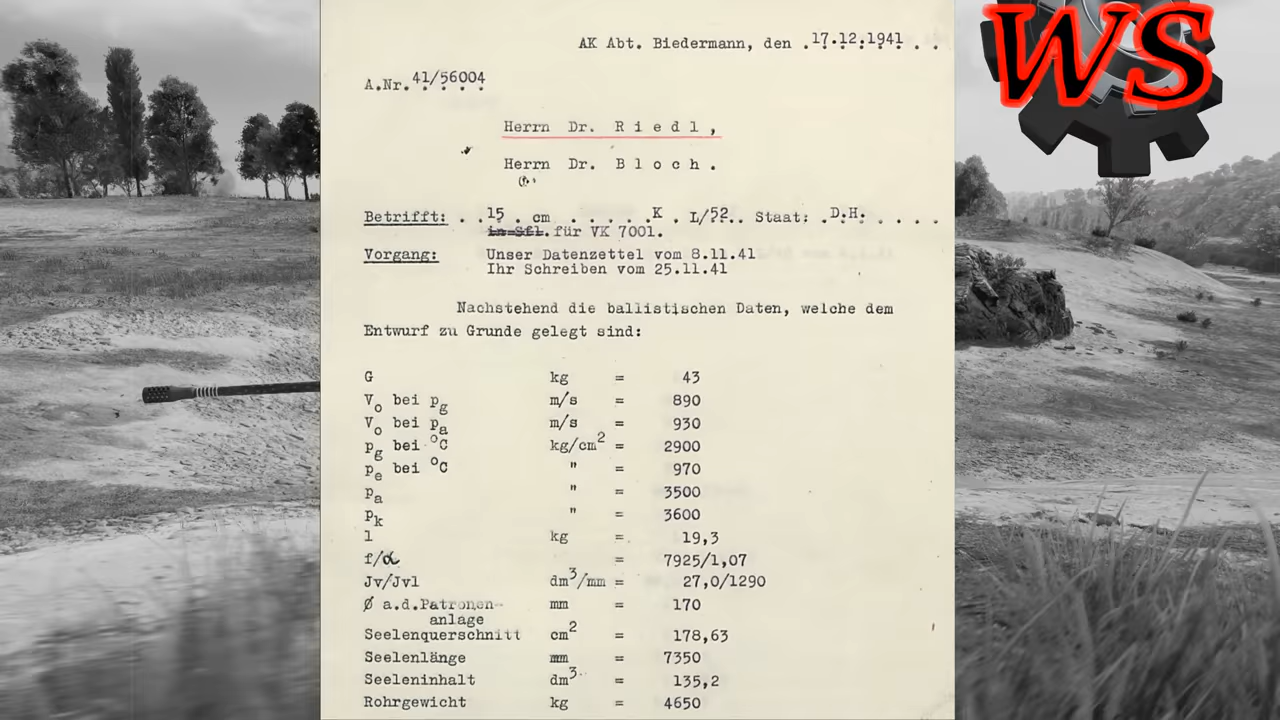 WS
AK Abt. Biedermann, den .17.12.1941 . .
A.Nr. 41/56004
Herrn Dr. Riedl,
Herrn Dr. Bloch.
Betrifft: . . 15 . cm . . . . . .K . L/52.. Staat: .D.H. . . . .
in Sfl. für VK 7001.
Vorgang: Unser Datenzettel vom 8.11.41
Ihr Schreiben vom 25.11.41
Nachstehend die ballistischen Daten, welche dem
Entwurf zu Grunde gelegt sind:
G kg = 43
Vo bei pg m/s = 890
Vo bei pa m/s = 930
pg bei °C kg/cm2 = 2900
pe bei °C " = 970
pa " = 3500
pk " = 3600
l kg = 19,3
f/α = 7925/1,07
Jv/Jvl dm3/mm = 27,0/1290
Ø a.d.Patronen- mm = 170
anlage
Seelenquerschnitt cm2 = 178,63
Seelenlänge mm = 7350
Seeleninhalt dm3 = 135,2
Rohrgewicht kg = 4650